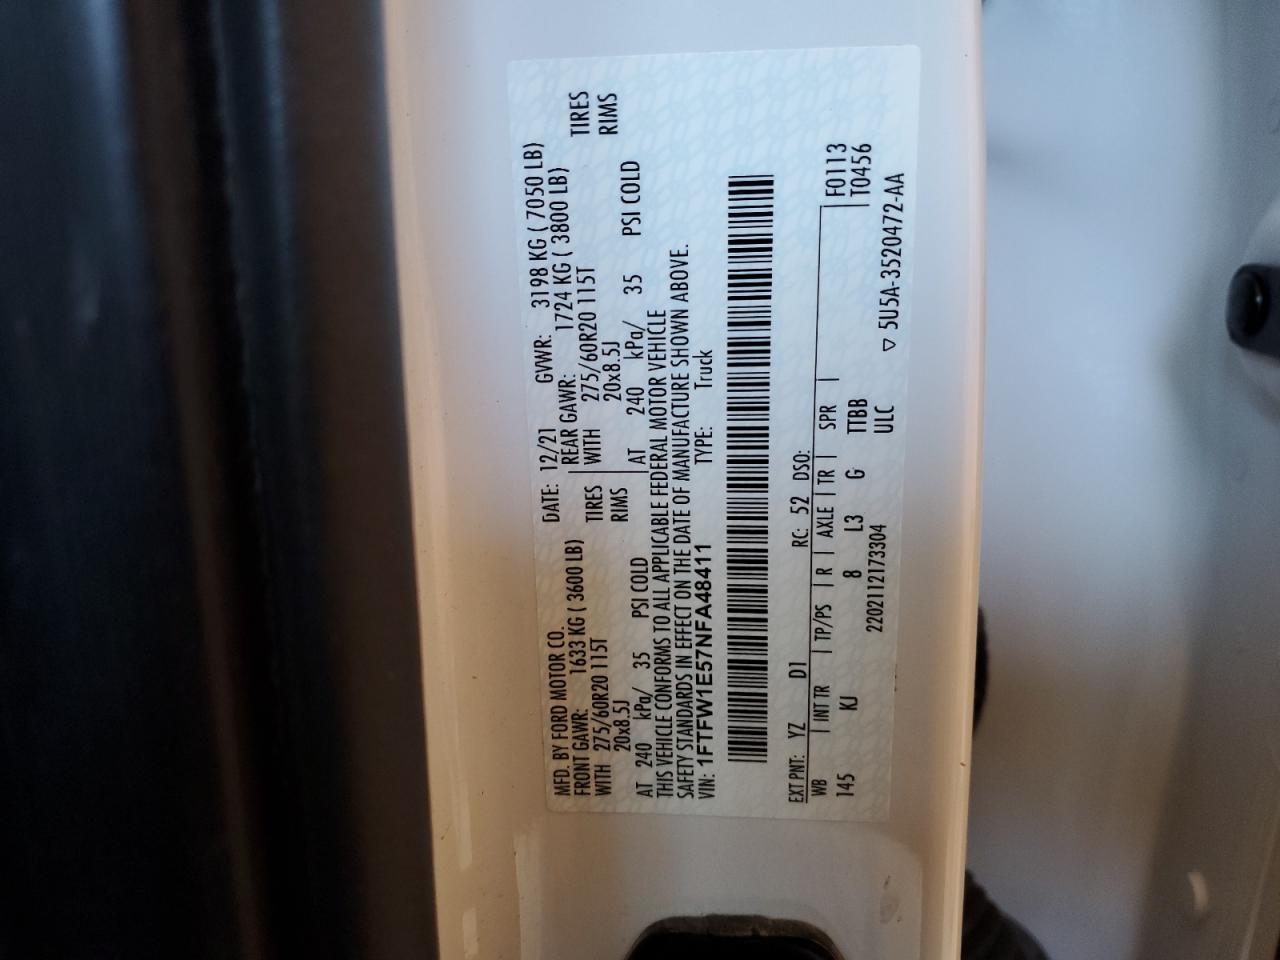 MFD. BY FORD MOTOR CO. DATE: 12/21 GVWR: 3198 KG ( 7050 LB)
FRONT GAWR: 1633 KG ( 3600 LB) REAR GAWR: 1724 KG ( 3800 LB)
WITH 275/60R20 115T TIRES WITH 275/60R20 115T TIRES
20x8.5J RIMS 20x8.5J RIMS
AT 240 kPa/ 35 PSI COLD AT 240 kPa/ 35 PSI COLD
THIS VEHICLE CONFORMS TO ALL APPLICABLE FEDERAL MOTOR VEHICLE
SAFETY STANDARDS IN EFFECT ON THE DATE OF MANUFACTURE SHOWN ABOVE.
VIN: 1FTFW1E57NFA48411 TYPE: Truck
EXT PNT: YZ D1 RC: 52 DSO: F0113
WB | INT TR | TP/PS | R | AXLE | TR | SPR | T0456
145 KJ 8 L3 G TTBB
2202112173304 ULC ▽ 5U5A-3520472-AA